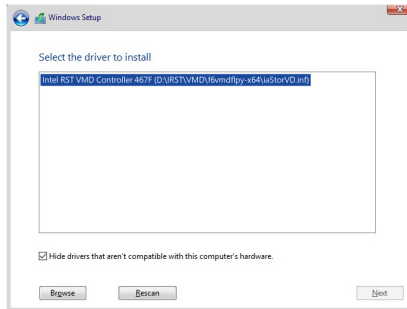 Windows Setup
Select the driver to install
Intel RST VMD Controller 467F (D:\IRST\VMD\f6vmdflpy-x64\iaStorVD.inf)
Hide drivers that aren't compatible with this computer's hardware.
Browse
Rescan
Next